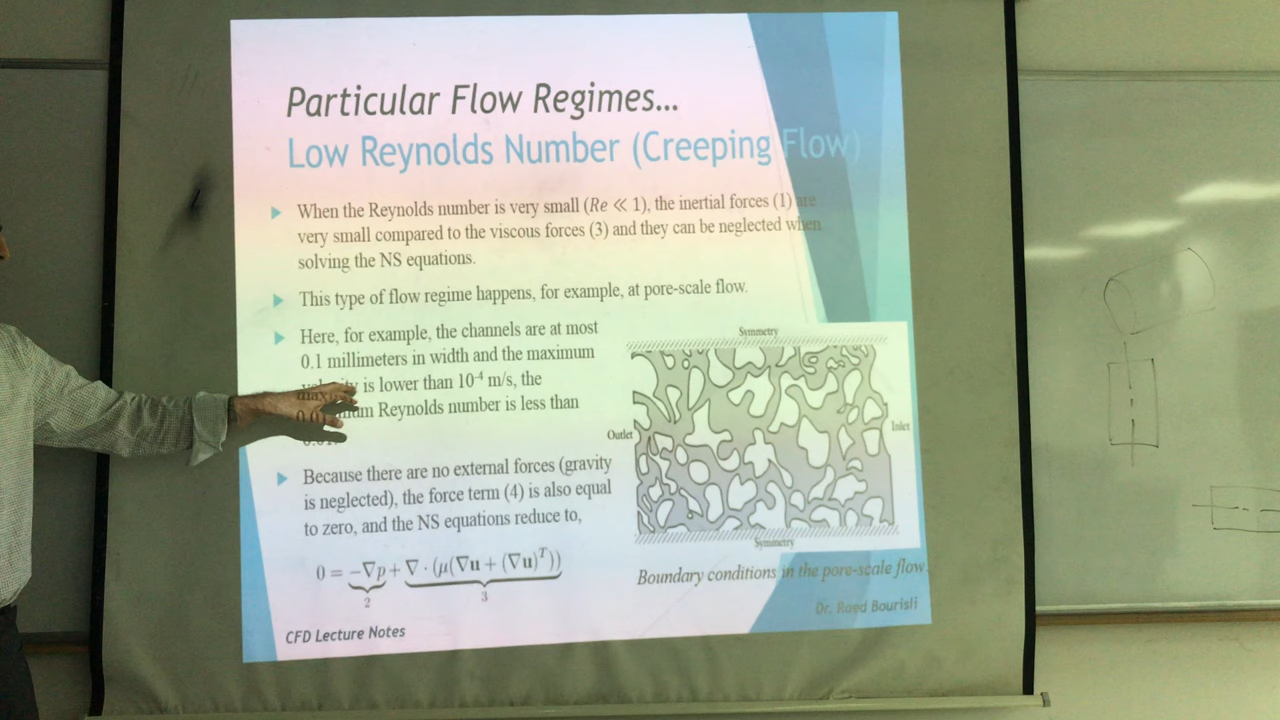 Particular Flow Regimes...
Low Reynolds Number (Creeping Flow)
When the Reynolds number is very small (Re ≪ 1), the inertial forces (1) are
very small compared to the viscous forces (3) and they can be neglected when
solving the NS equations.
This type of flow regime happens, for example, at pore-scale flow.
Here, for example, the channels are at most
0.1 millimeters in width and the maximum
is lower than 10⁻⁴ m/s, the
Reynolds number is less than
Because there are no external forces (gravity
is neglected), the force term (4) is also equal
to zero, and the NS equations reduce to,
0 = −∇p + ∇ · (μ(∇u + (∇u)ᵀ))
2 3
Symmetry
Outlet
Inlet
Symmetry
Boundary conditions in the pore-scale flow.
Dr. Raed Bourisli
CFD Lecture Notes